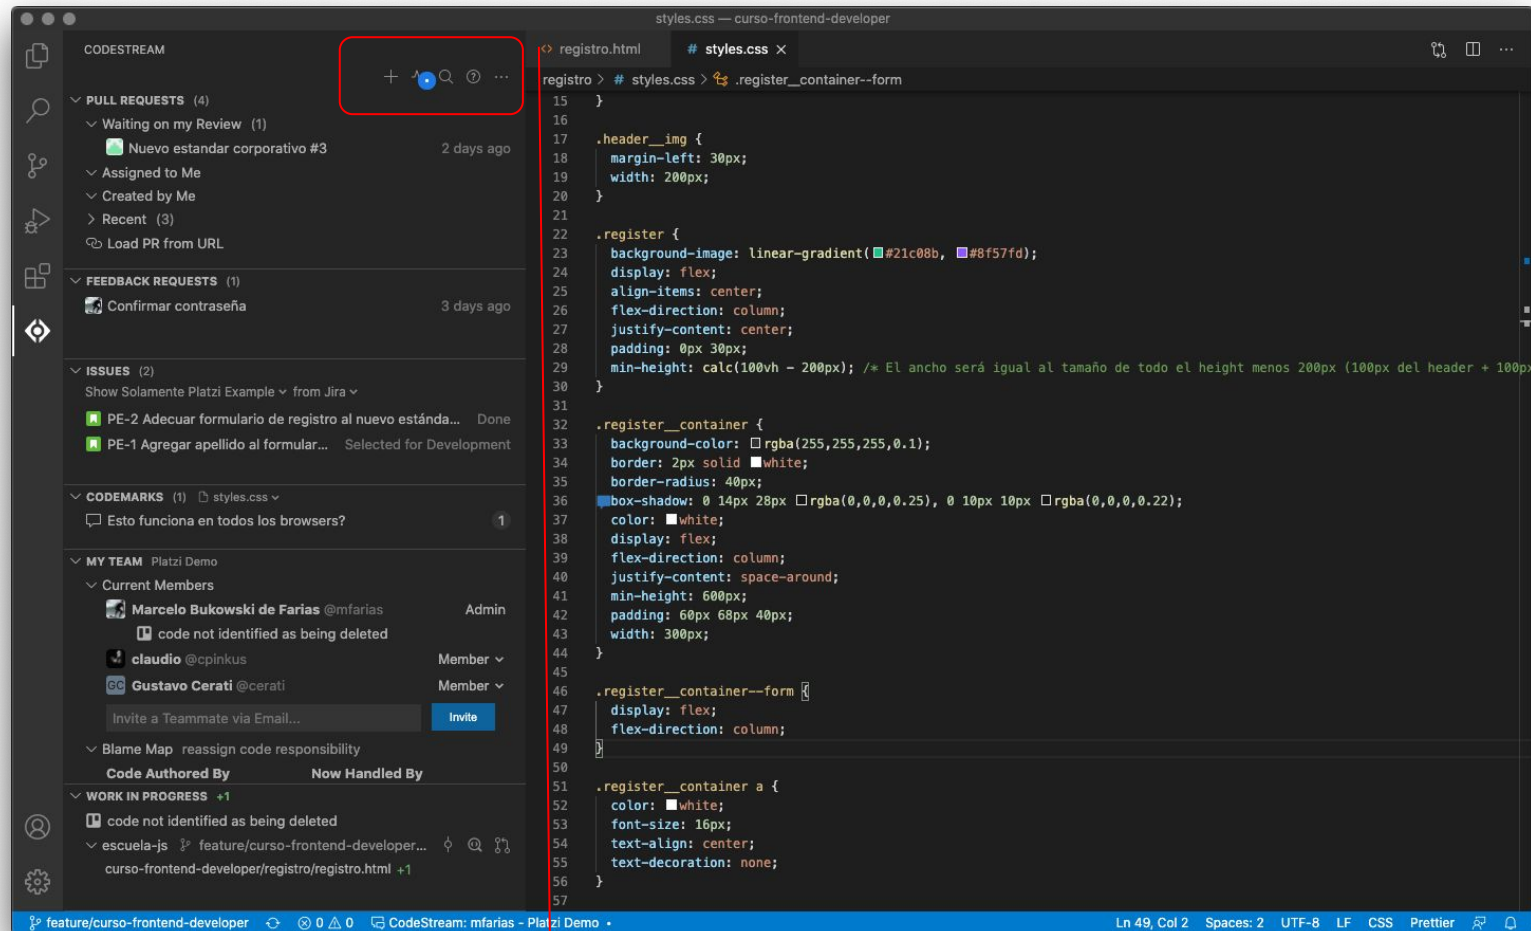 styles.css — curso-frontend-developer
CODESTREAM
PULL REQUESTS (4)
Waiting on my Review (1)
Nuevo estandar corporativo #3 2 days ago
Assigned to Me
Created by Me
Recent (3)
Load PR from URL
FEEDBACK REQUESTS (1)
Confirmar contraseña 3 days ago
ISSUES (2)
Show Solamente Platzi Example from Jira
PE-2 Adecuar formulario de registro al nuevo estánda... Done
PE-1 Agregar apellido al formular... Selected for Development
CODEMARKS (1) styles.css
Esto funciona en todos los browsers? 1
MY TEAM Platzi Demo
Current Members
Marcelo Bukowski de Farias @mfarias Admin
code not identified as being deleted
claudio @cpinkus Member
GC Gustavo Cerati @cerati Member
Invite a Teammate via Email... Invite
Blame Map reassign code responsibility
Code Authored By Now Handled By
WORK IN PROGRESS +1
code not identified as being deleted
escuela-js feature/curso-frontend-developer...
curso-frontend-developer/registro/registro.html +1
<> registro.html # styles.css ×
registro > # styles.css > .register__container--form
15 }
16
17 .header__img {
18 margin-left: 30px;
19 width: 200px;
20 }
21
22 .register {
23 background-image: linear-gradient(#21c08b, #8f57fd);
24 display: flex;
25 align-items: center;
26 flex-direction: column;
27 justify-content: center;
28 padding: 0px 30px;
29 min-height: calc(100vh - 200px); /* El ancho será igual al tamaño de todo el height menos 200px (100px del header + 100px
30 }
31
32 .register__container {
33 background-color: rgba(255,255,255,0.1);
34 border: 2px solid white;
35 border-radius: 40px;
36 box-shadow: 0 14px 28px rgba(0,0,0,0.25), 0 10px 10px rgba(0,0,0,0.22);
37 color: white;
38 display: flex;
39 flex-direction: column;
40 justify-content: space-around;
41 min-height: 600px;
42 padding: 60px 68px 40px;
43 width: 300px;
44 }
45
46 .register__container--form {
47 display: flex;
48 flex-direction: column;
49 }
50
51 .register__container a {
52 color: white;
53 font-size: 16px;
54 text-align: center;
55 text-decoration: none;
56 }
57
feature/curso-frontend-developer 0 0 CodeStream: mfarias - Platzi Demo • Ln 49, Col 2 Spaces: 2 UTF-8 LF CSS Prettier